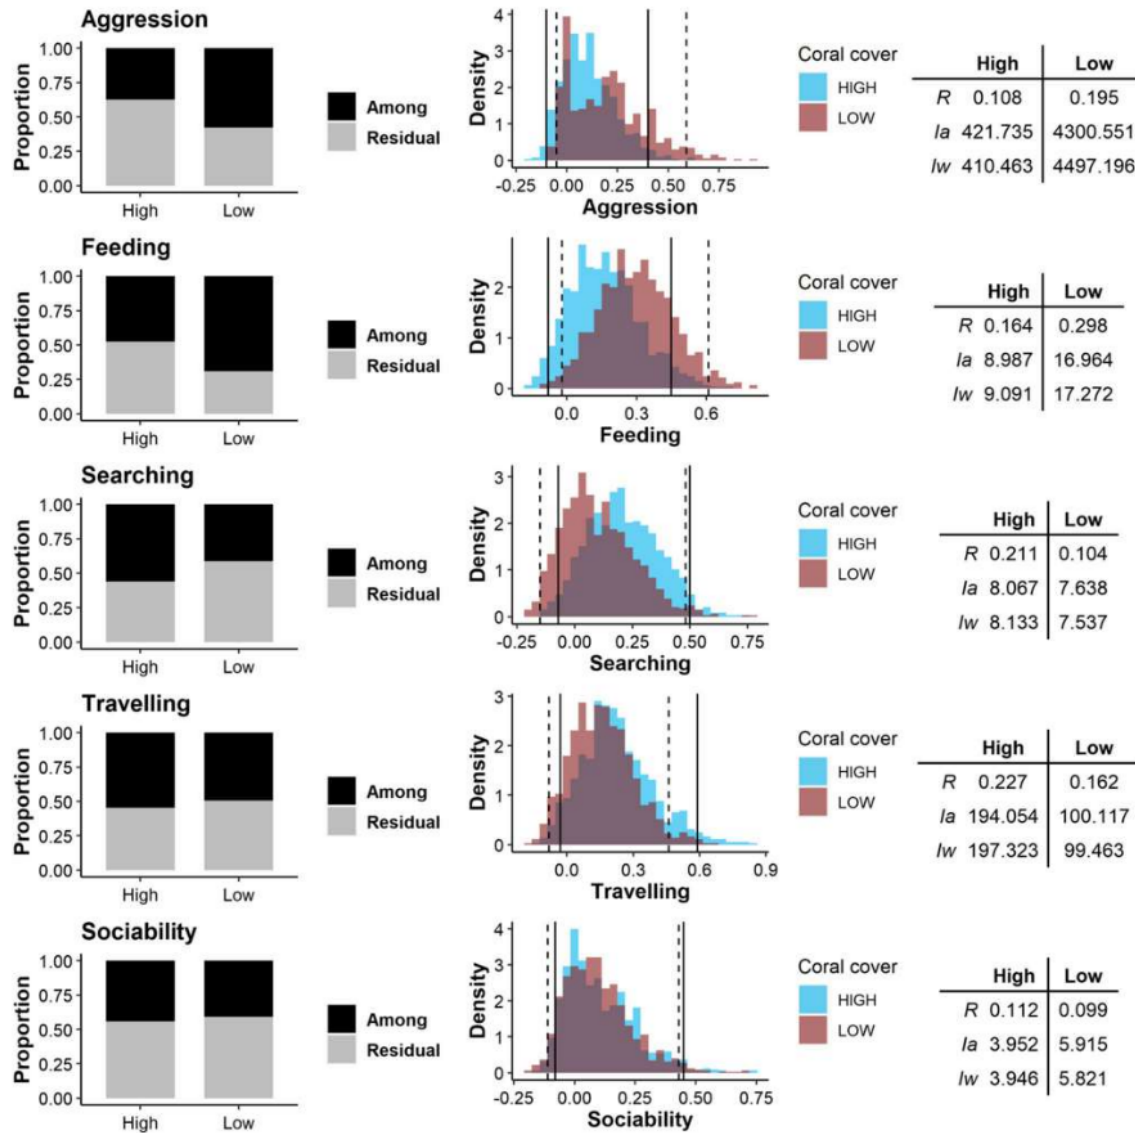 Aggression
Proportion
1.00
0.75
0.50
0.25
0.00
High Low
Among
Residual
Density
4
3
2
1
0
-0.25 0.00 0.25 0.50 0.75
Aggression
Coral cover
HIGH
LOW
High Low
R 0.108 0.195
Ia 421.735 4300.551
Iw 410.463 4497.196
Feeding
Proportion
1.00
0.75
0.50
0.25
0.00
High Low
Among
Residual
Density
2
1
0
0.0 0.3 0.6
Feeding
Coral cover
HIGH
LOW
High Low
R 0.164 0.298
Ia 8.987 16.964
Iw 9.091 17.272
Searching
Proportion
1.00
0.75
0.50
0.25
0.00
High Low
Among
Residual
Density
3
2
1
0
-0.25 0.00 0.25 0.50 0.75
Searching
Coral cover
HIGH
LOW
High Low
R 0.211 0.104
Ia 8.067 7.638
Iw 8.133 7.537
Travelling
Proportion
1.00
0.75
0.50
0.25
0.00
High Low
Among
Residual
Density
3
2
1
0
0.0 0.3 0.6 0.9
Travelling
Coral cover
HIGH
LOW
High Low
R 0.227 0.162
Ia 194.054 100.117
Iw 197.323 99.463
Sociability
Proportion
1.00
0.75
0.50
0.25
0.00
High Low
Among
Residual
Density
4
3
2
1
0
-0.25 0.00 0.25 0.50 0.75
Sociability
Coral cover
HIGH
LOW
High Low
R 0.112 0.099
Ia 3.952 5.915
Iw 3.946 5.821